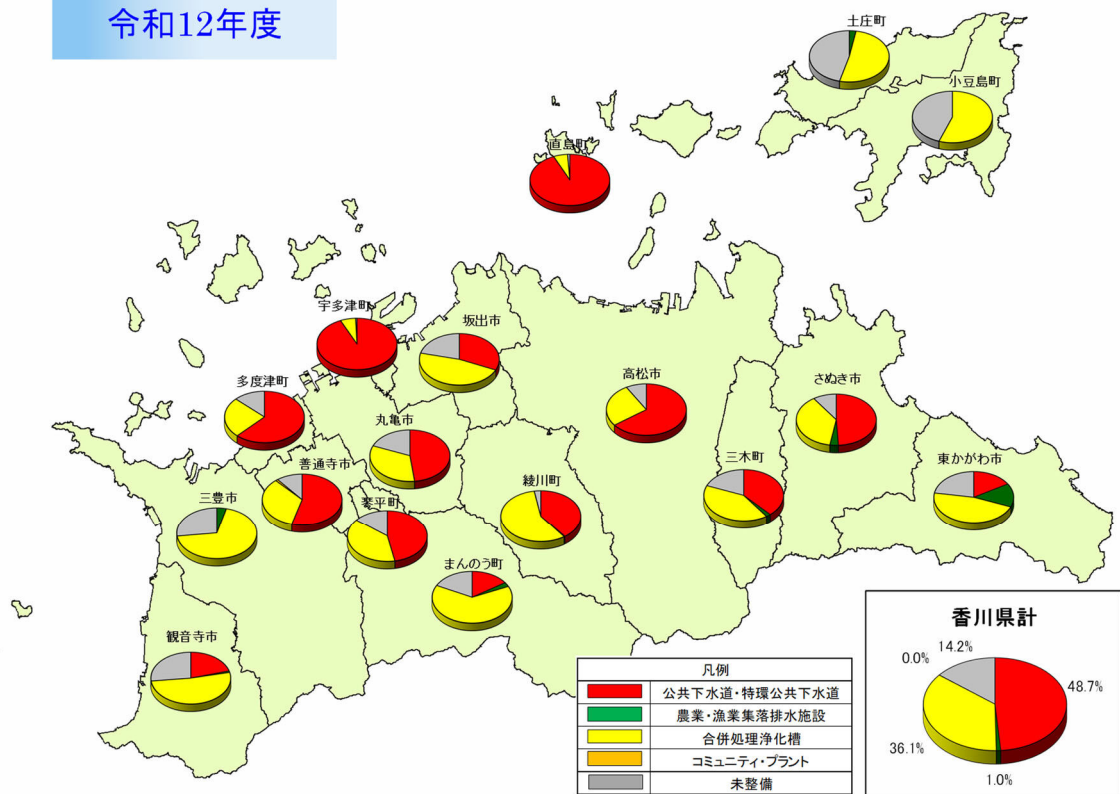 令和12年度
土庄町
小豆島町
直島町
宇多津町
坂出市
多度津町
高松市
さぬき市
丸亀市
善通寺市
綾川町
三木町
東かがわ市
三豊市
琴平町
まんのう町
観音寺市
凡例
公共下水道・特環公共下水道
農業・漁業集落排水施設
合併処理浄化槽
コミュニティ・プラント
未整備
香川県計
14.2%
0.0%
48.7%
36.1%
1.0%